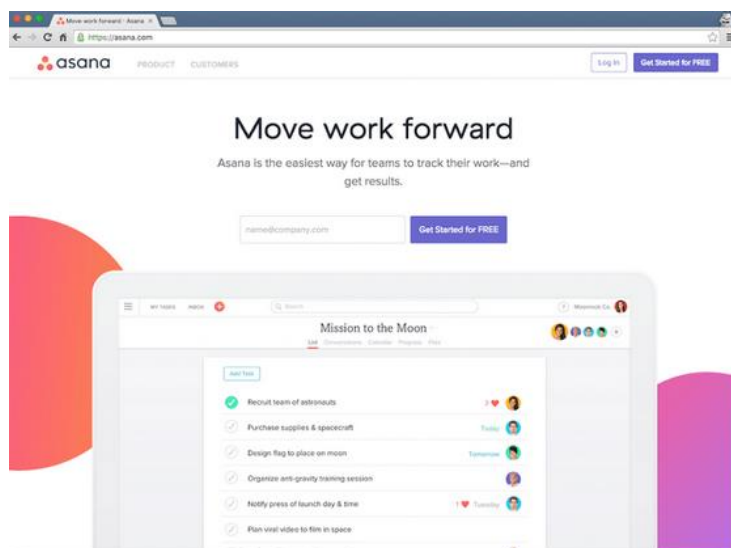 Move work forward · Asana
https://asana.com
asana
PRODUCT CUSTOMERS
Log In
Get Started for FREE
Move work forward
Asana is the easiest way for teams to track their work—and
get results.
name@company.com
Get Started for FREE
MY TASKS INBOX
Search
Moonrock Co.
Mission to the Moon
List Conversations Calendar Progress Files
Add Task
Recruit team of astronauts 3
Purchase supplies & spacecraft Today
Design flag to place on moon Tomorrow
Organize anti-gravity training session
Notify press of launch day & time 1 Tuesday
Plan viral video to film in space